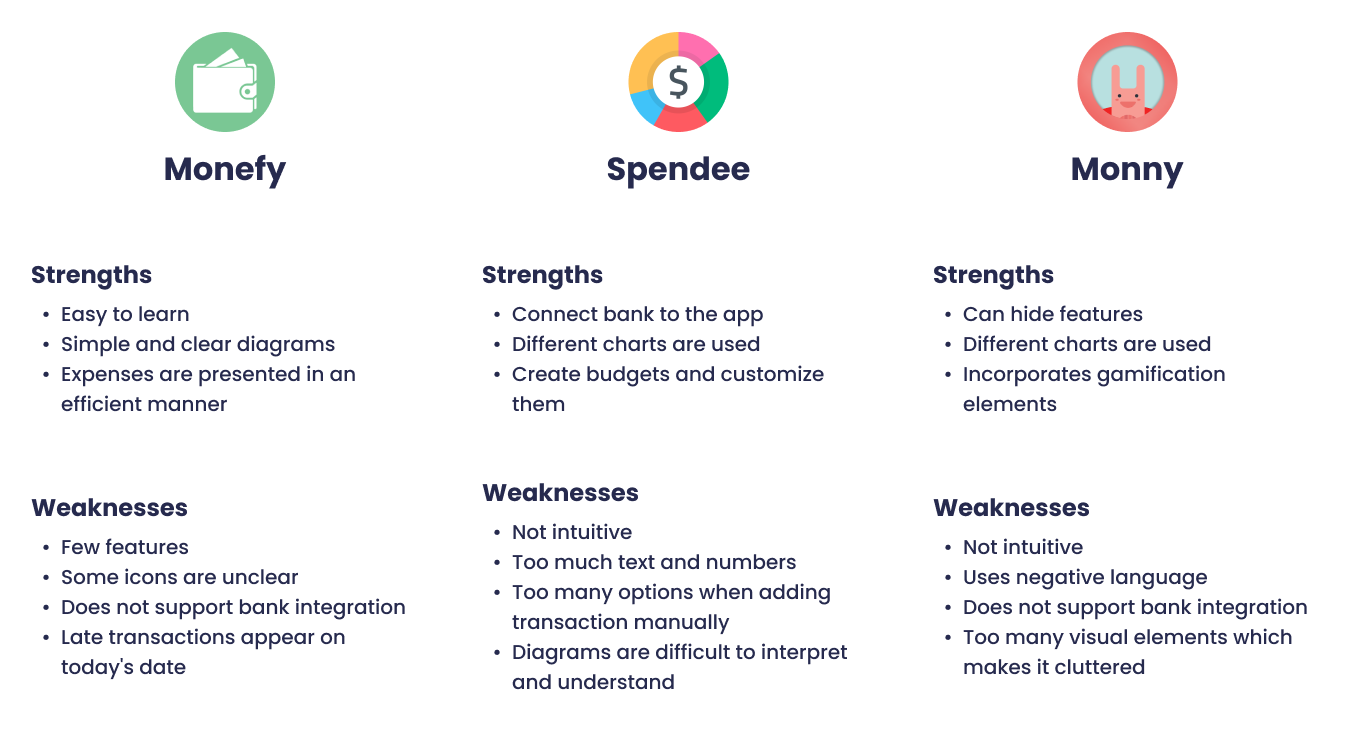 $
Monefy
Spendee
Monny
Strengths
• Easy to learn
• Simple and clear diagrams
• Expenses are presented in an
efficient manner
Weaknesses
• Few features
• Some icons are unclear
• Does not support bank integration
• Late transactions appear on
today's date
Strengths
• Connect bank to the app
• Different charts are used
• Create budgets and customize
them
Weaknesses
• Not intuitive
• Too much text and numbers
• Too many options when adding
transaction manually
• Diagrams are difficult to interpret
and understand
Strengths
• Can hide features
• Different charts are used
• Incorporates gamification
elements
Weaknesses
• Not intuitive
• Uses negative language
• Does not support bank integration
• Too many visual elements which
makes it cluttered